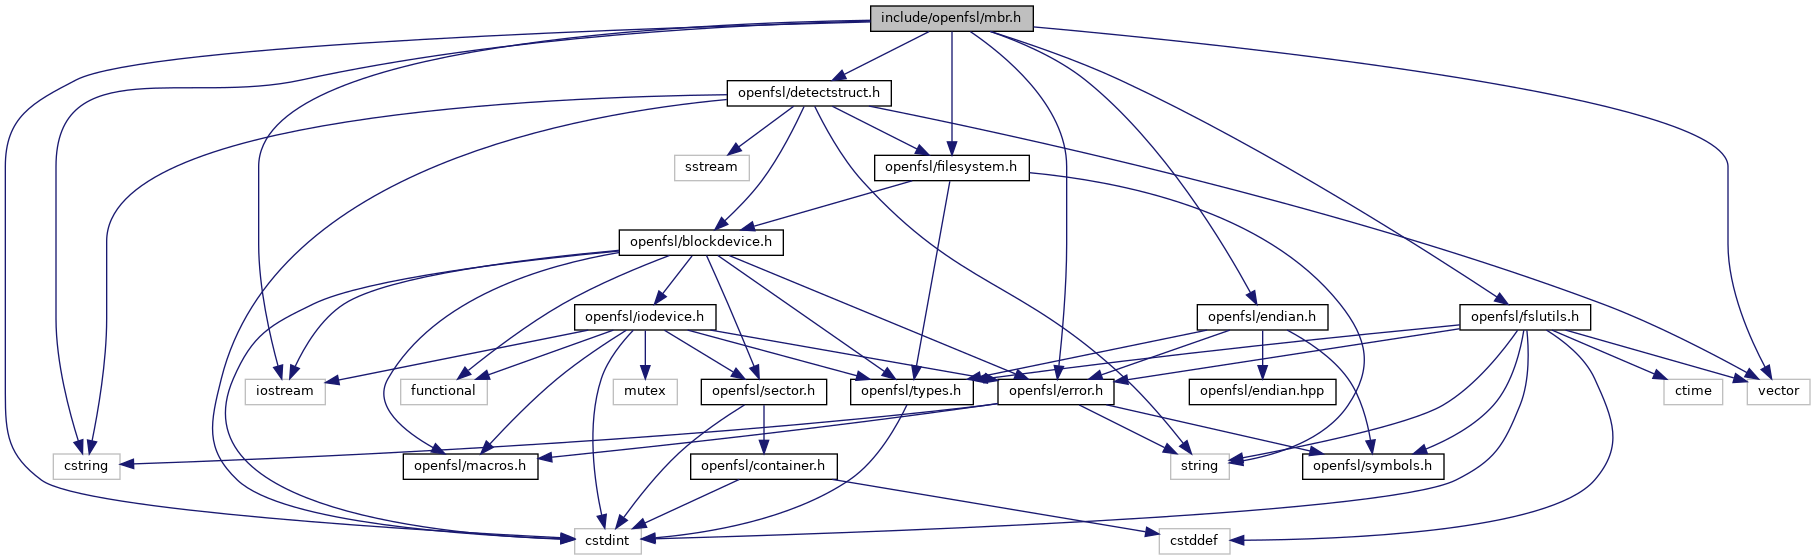 include/openfsl/mbr.h
openfsl/detectstruct.h
sstream
openfsl/filesystem.h
openfsl/blockdevice.h
openfsl/iodevice.h
openfsl/endian.h
openfsl/fslutils.h
iostream
functional
mutex
openfsl/sector.h
openfsl/types.h
openfsl/error.h
openfsl/endian.hpp
ctime
vector
cstring
openfsl/macros.h
openfsl/container.h
string
openfsl/symbols.h
cstdint
cstddef